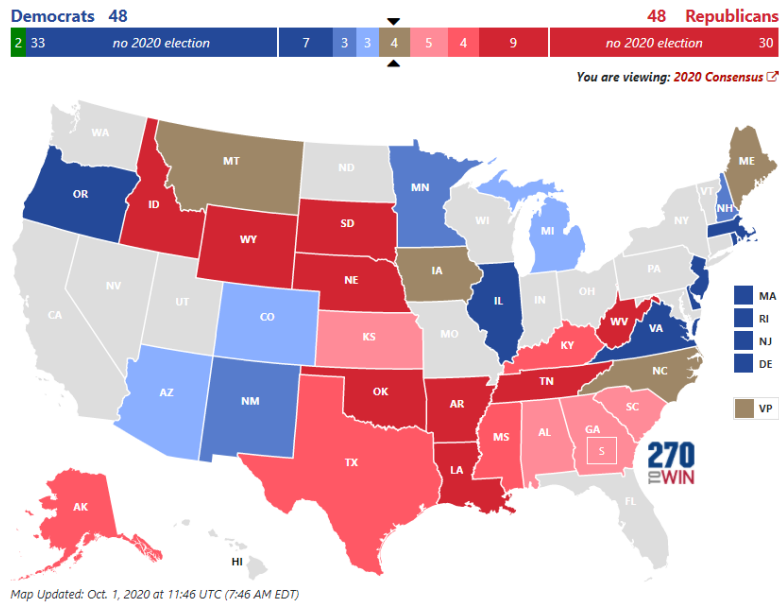 Democrats 48
48 Republicans
2 33 no 2020 election 7 3 3 4 5 4 9 no 2020 election 30
You are viewing: 2020 Consensus
WA
MT
ND
MN
ME
VT
NH
OR
ID
SD
WI
MI
NY
WY
IA
PA
NE
NV
UT
IL
IN
OH
CA
CO
KS
MO
WV
VA
KY
MA
RI
NJ
DE
AZ
NM
OK
AR
TN
NC
VP
SC
MS
AL
GA
S
TX
LA
270
TO WIN
FL
AK
HI
Map Updated: Oct. 1, 2020 at 11:46 UTC (7:46 AM EDT)